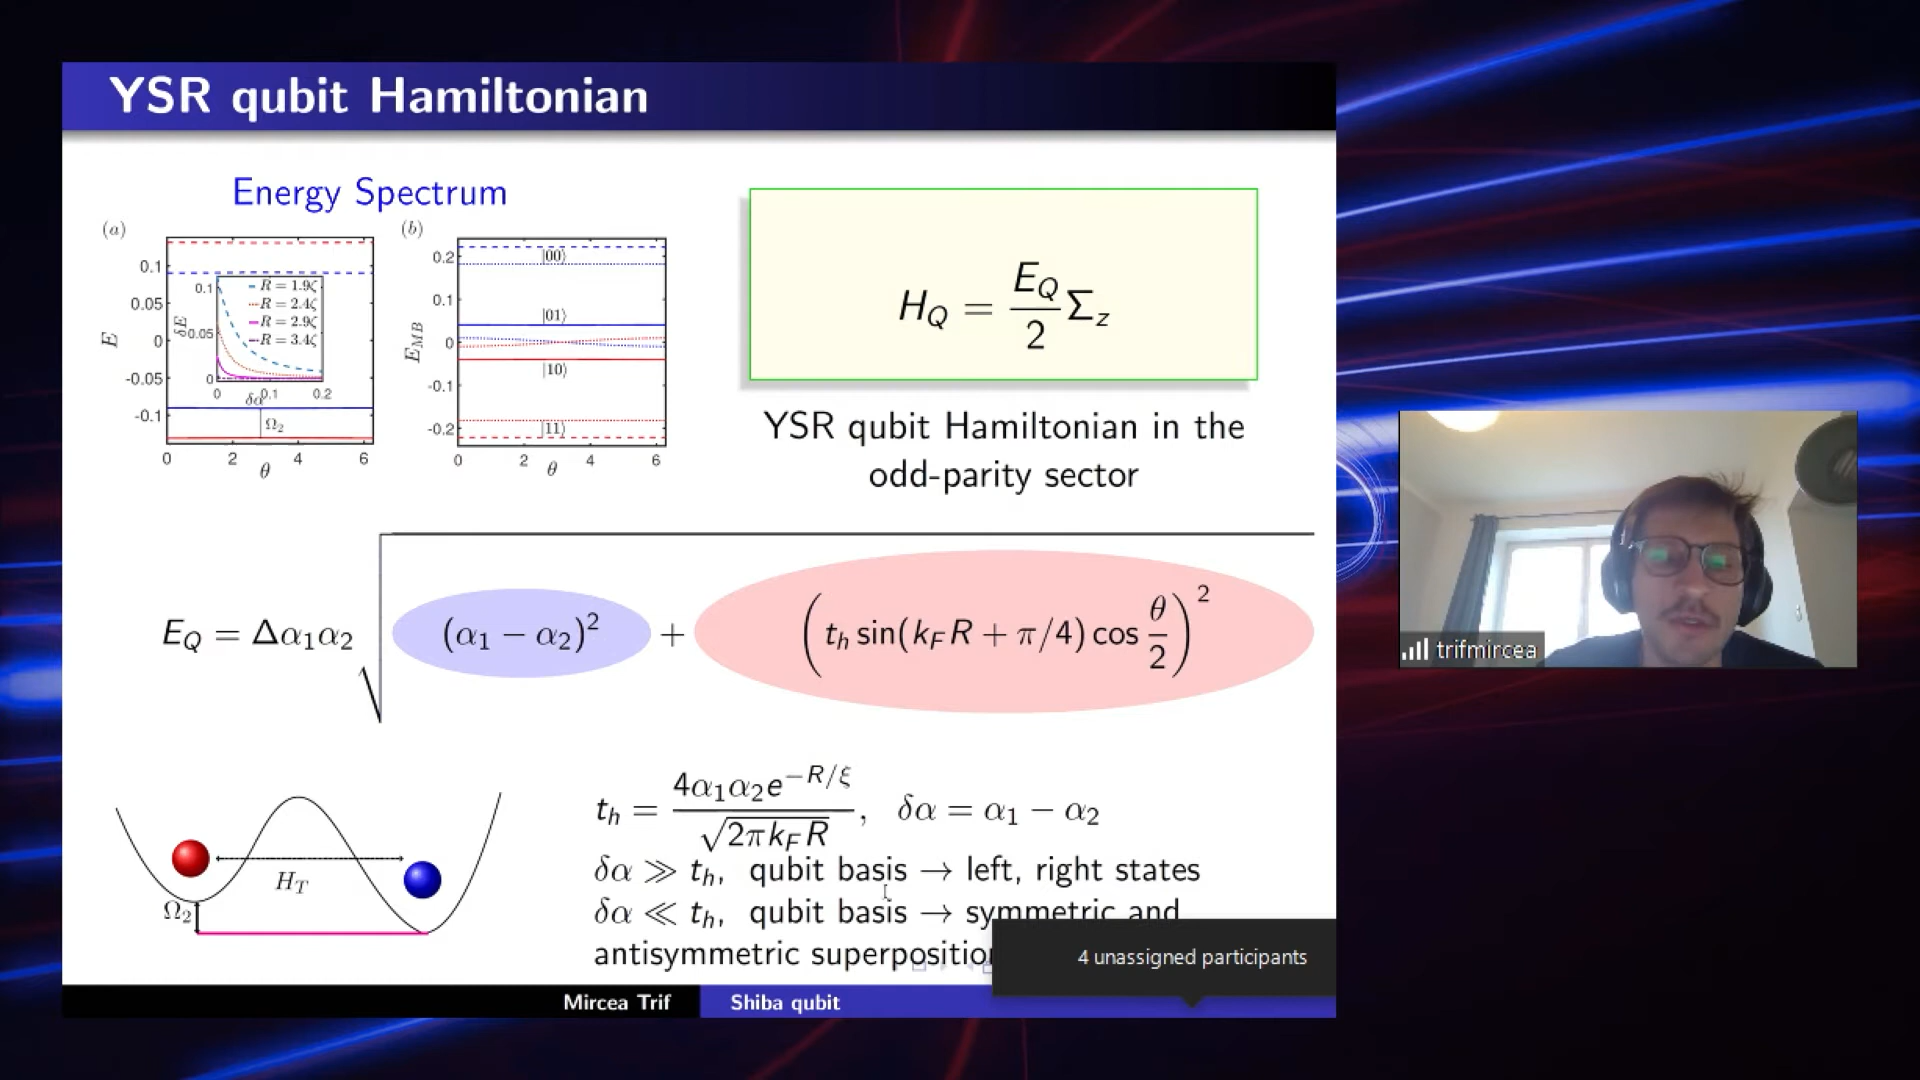 YSR qubit Hamiltonian
Energy Spectrum
(a)
0.1
0.05
0
-0.05
-0.1
E
0 2 4 6
θ
0.1
0.05
0
δE
0 0.1 0.2
δα
R = 1.9ζ
R = 2.4ζ
R = 2.9ζ
R = 3.4ζ
Ω₂
(b)
0.2
0.1
0
-0.1
-0.2
E_MB
|00⟩
|01⟩
|10⟩
|11⟩
0 2 4 6
θ
H_Q = E_Q/2 Σ_z
YSR qubit Hamiltonian in the
odd-parity sector
E_Q = Δα₁α₂ √((α₁ − α₂)² + (t_h sin(k_F R + π/4) cos θ/2)²)
H_T
Ω₂
t_h = 4α₁α₂e^{−R/ξ}/√(2πk_F R), δα = α₁ − α₂
δα ≫ t_h, qubit basis → left, right states
δα ≪ t_h, qubit basis → symmetric and
antisymmetric
4 unassigned participants
Mircea Trif Shiba qubit
trifmircea